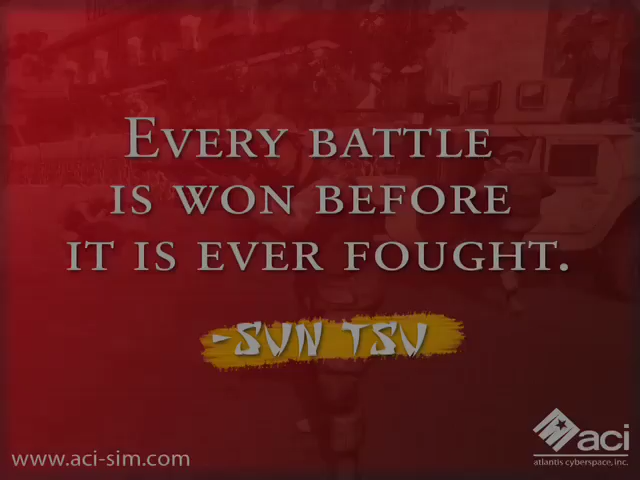 EVERY BATTLE
IS WON BEFORE
IT IS EVER FOUGHT.
-SUN TSU
aci
atlantis cyberspace, inc.
www.aci-sim.com